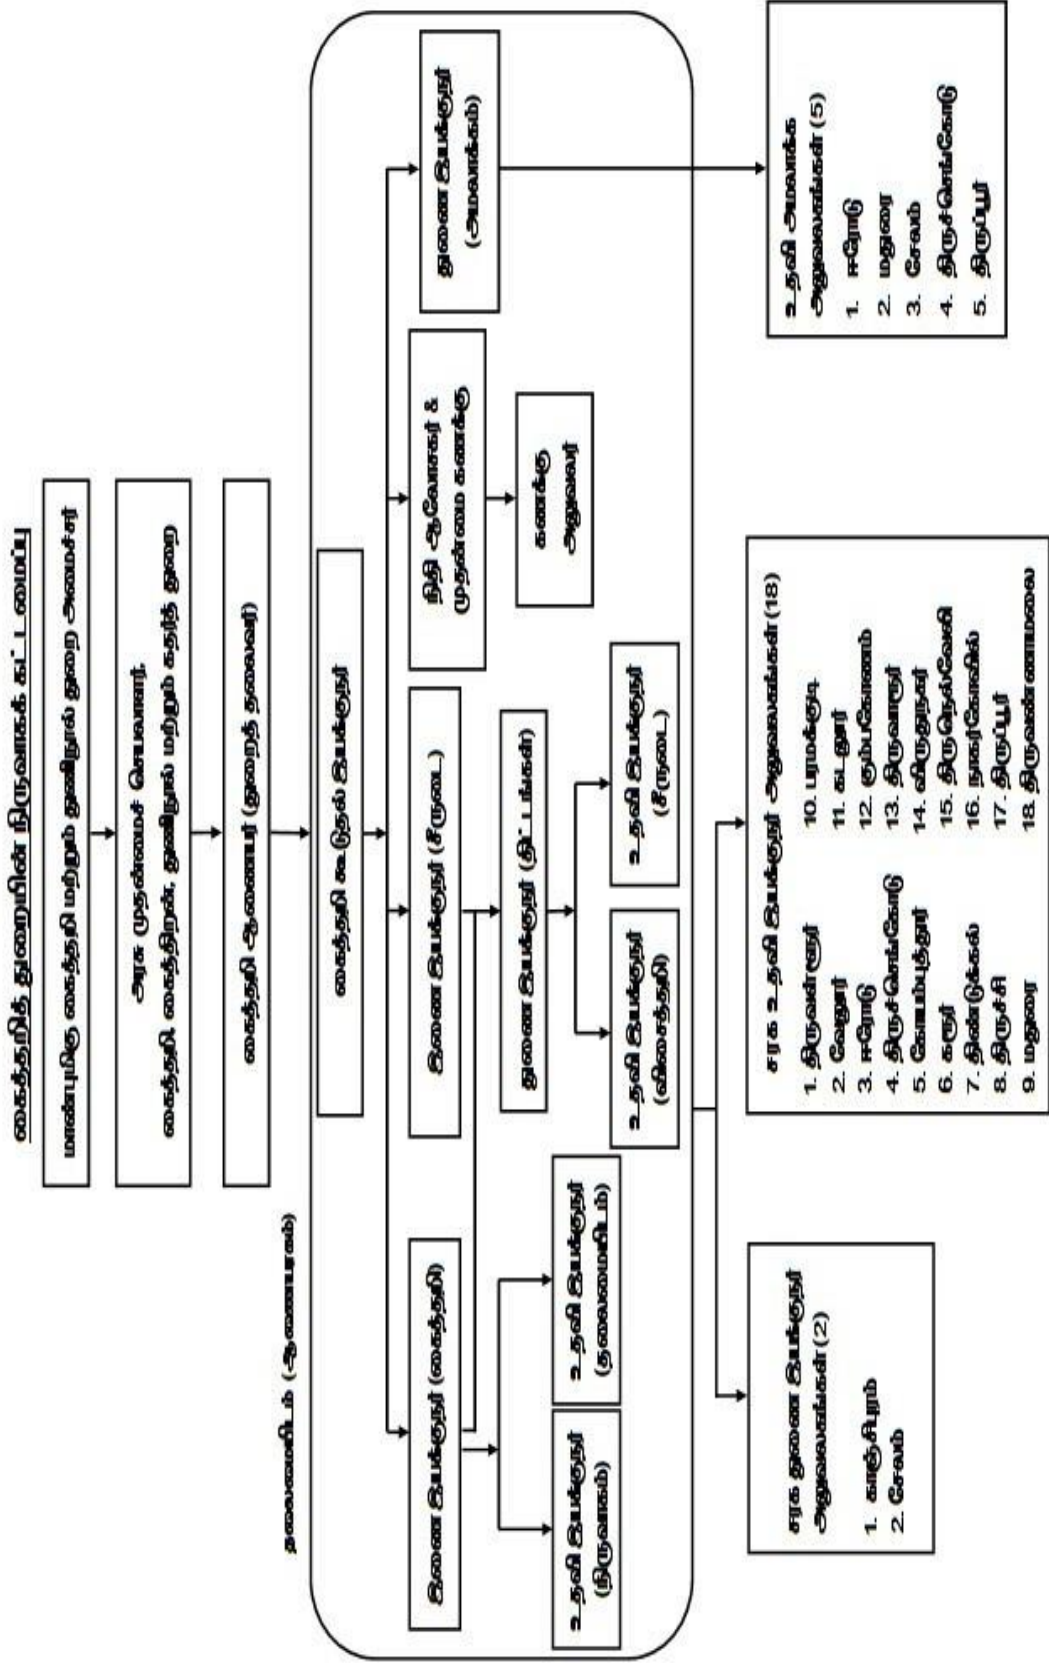 கைத்தறித் துறையின் நிருவாகக் கட்டமைப்பு
மாண்புமிகு கைத்தறி மற்றும் துணிநூல் துறை அமைச்சர்
அரசு முதன்மைச் செயலாளர்,
கைத்தறி, கைத்திறன், துணிநூல் மற்றும் கதர்த் துறை
கைத்தறி ஆணையர் (துறைத் தலைவர்)
தலைமையிடம் (ஆணையரகம்)
கைத்தறி கூடுதல் இயக்குநர்
இணை இயக்குநர் (கைத்தறி)
இணை இயக்குநர் (சீருடை)
நிதி ஆலோசகர் &
முதன்மை கணக்கு
துணை இயக்குநர்
(அமலாக்கம்)
துணை இயக்குநர் (திட்டங்கள்)
கணக்கு
அலுவலர்
உதவி இயக்குநர்
(நிருவாகம்)
உதவி இயக்குநர்
(தலைமையிடம்)
உதவி இயக்குநர்
(விசைத்தறி)
உதவி இயக்குநர்
(சீருடை)
சரக துணை இயக்குநர்
அலுவலகங்கள் (2)
1. காஞ்சிபுரம்
2. சேலம்
சரக உதவி இயக்குநர் அலுவலகங்கள் (18)
1. திருவள்ளூர்
2. வேலூர்
3. ஈரோடு
4. திருச்செங்கோடு
5. கோயம்புத்தூர்
6. கரூர்
7. திண்டுக்கல்
8. திருச்சி
9. மதுரை
10. பரமக்குடி
11. கடலூர்
12. கும்பகோணம்
13. திருவாரூர்
14. விருதுநகர்
15. திருநெல்வேலி
16. நாகர்கோவில்
17. திருப்பூர்
18. திருவண்ணாமலை
உதவி அமலாக்க
அலுவலகங்கள் (5)
1. ஈரோடு
2. மதுரை
3. சேலம்
4. திருச்செங்கோடு
5. திருப்பூர்